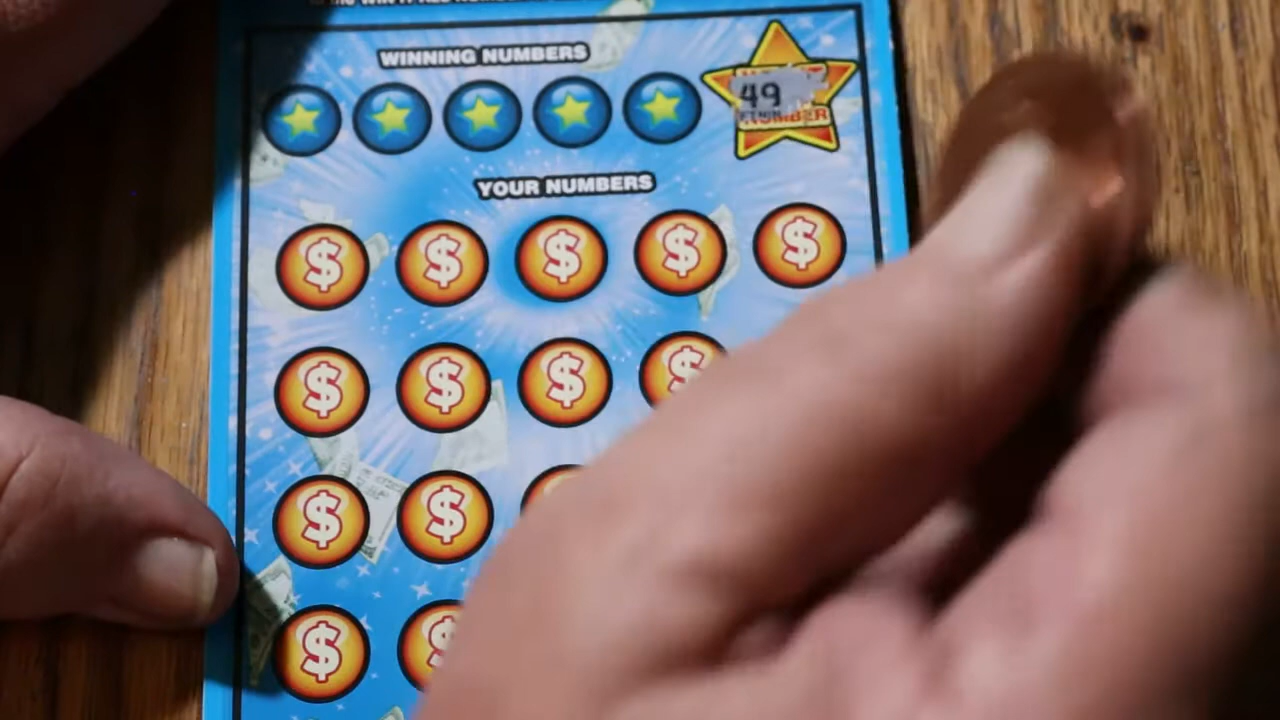 WINNING NUMBERS
49
NUMBER
YOUR NUMBERS
$ $ $ $ $
$ $ $ $
$ $
$ $